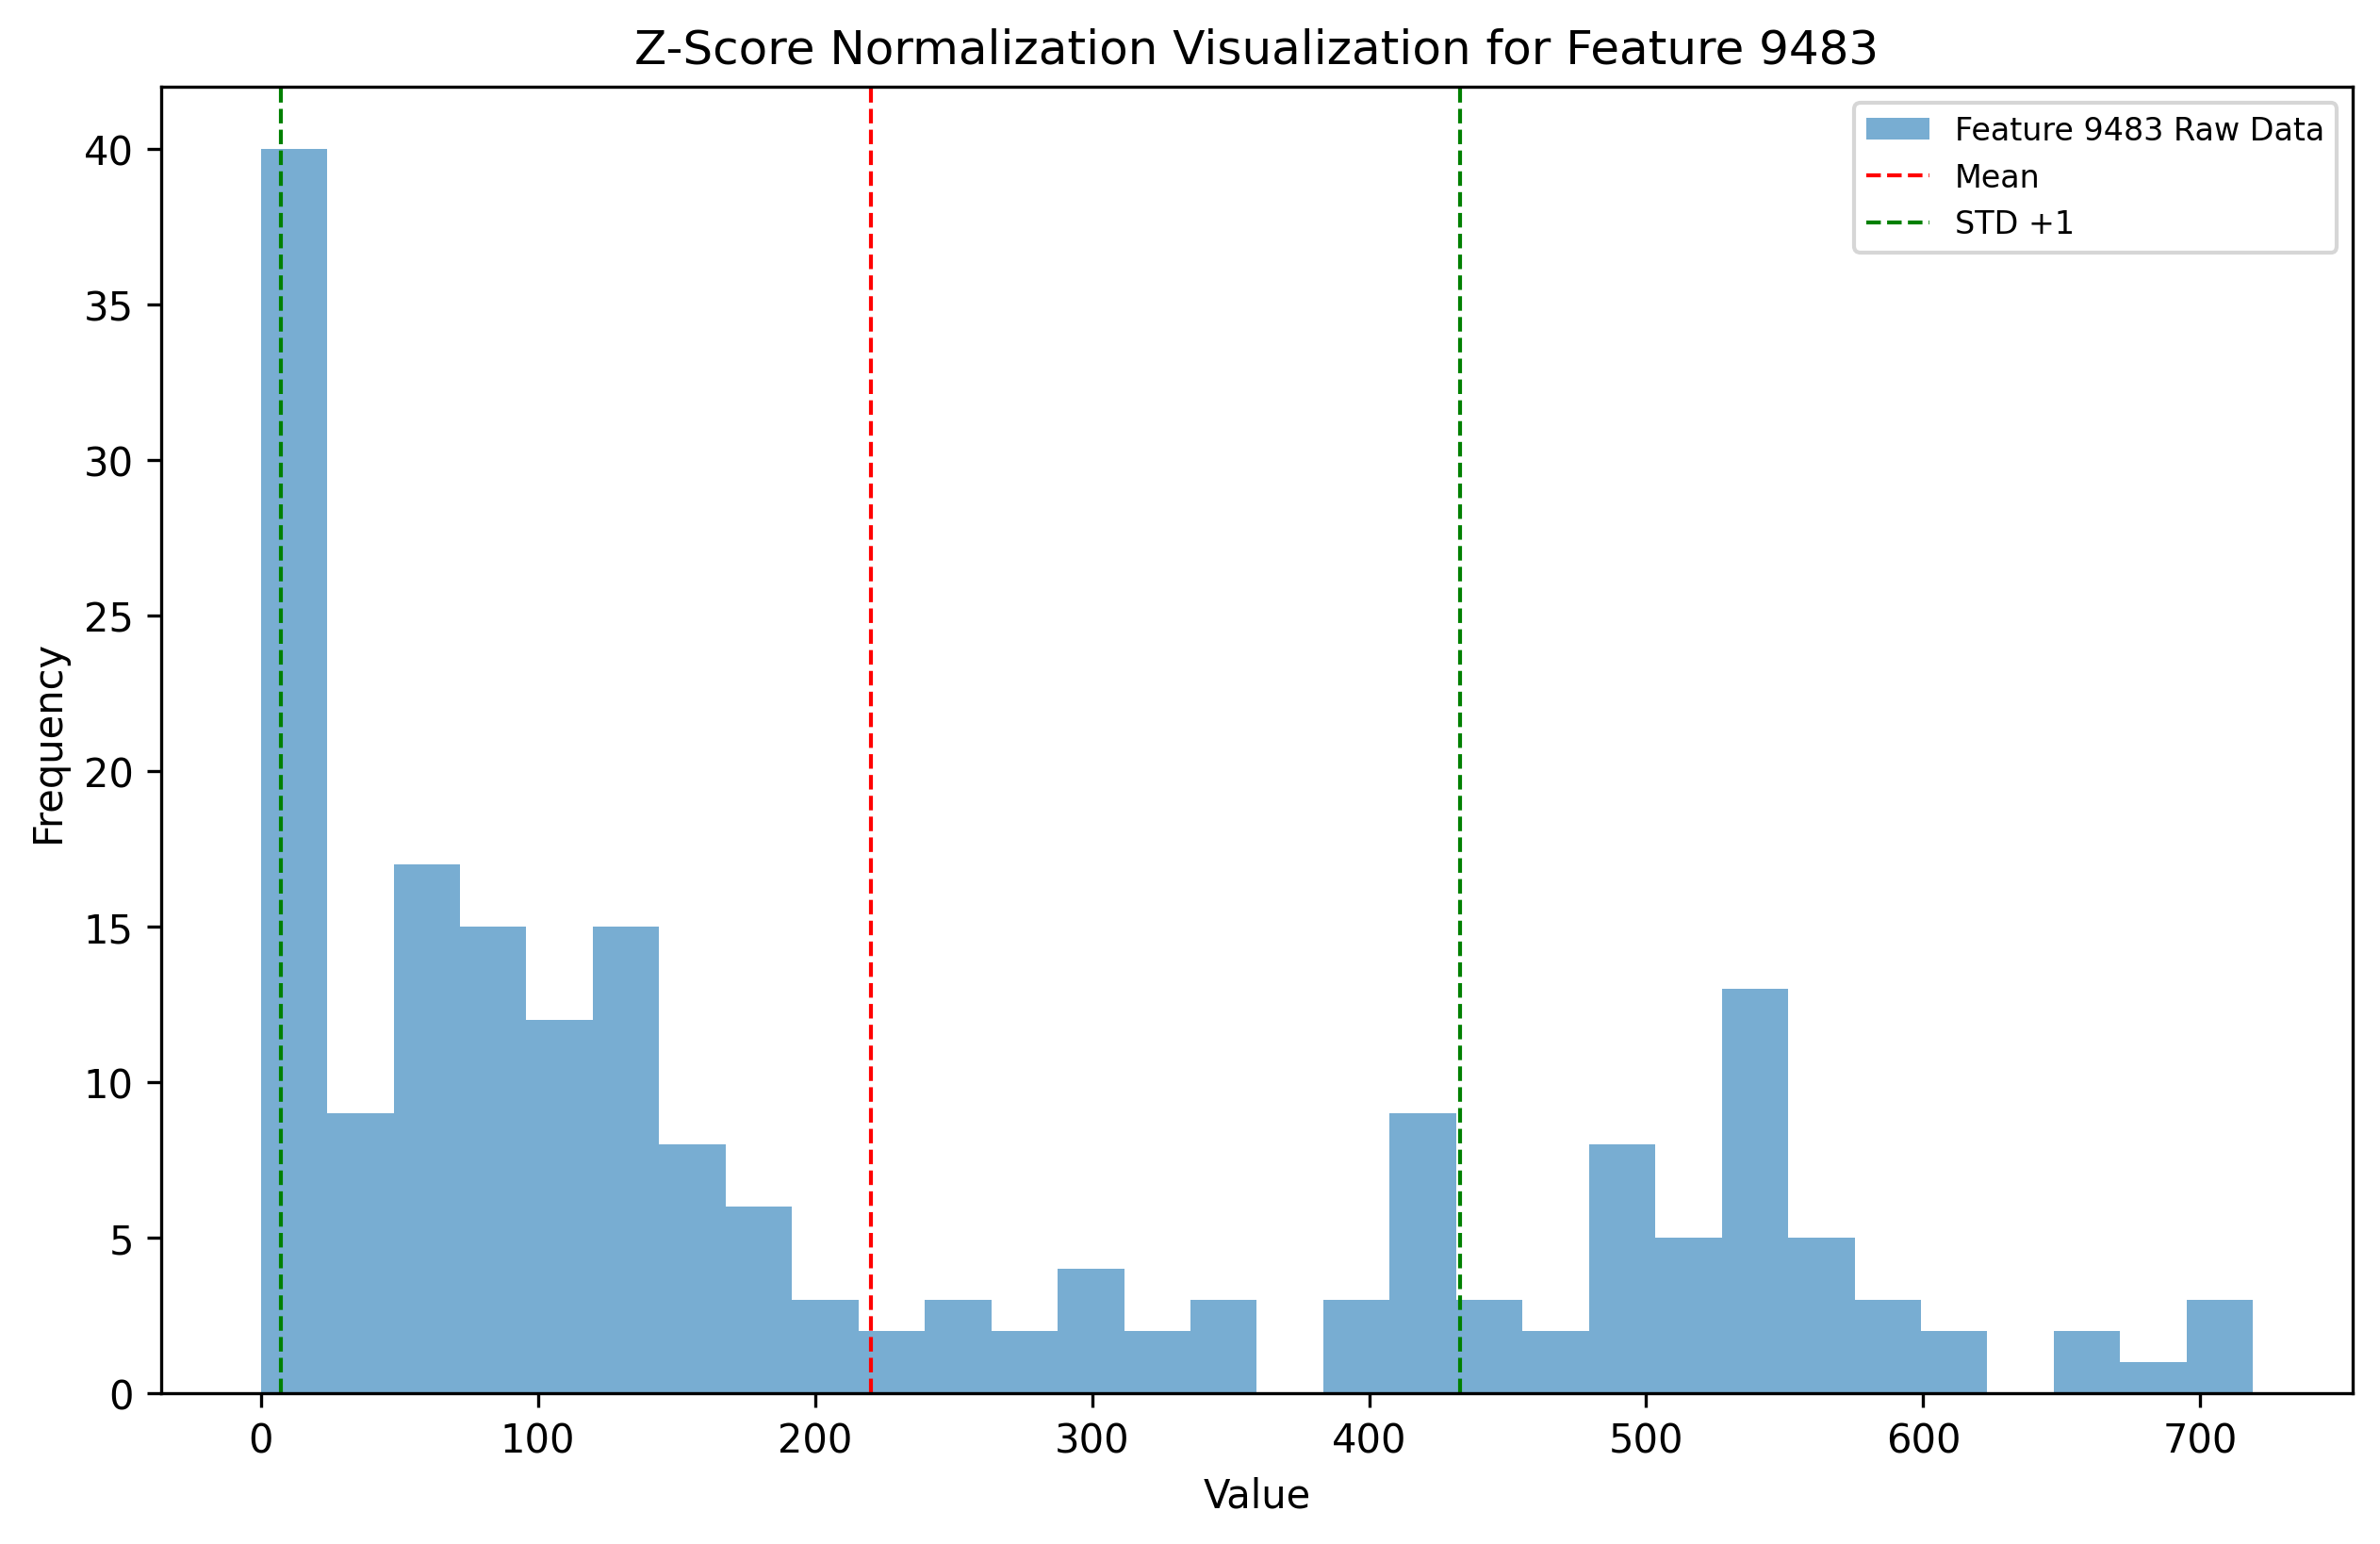 Z-Score Normalization Visualization for Feature 9483
Feature 9483 Raw Data
Mean
STD +1
40
35
30
25
20
15
10
5
0
Frequency
0 100 200 300 400 500 600 700
Value